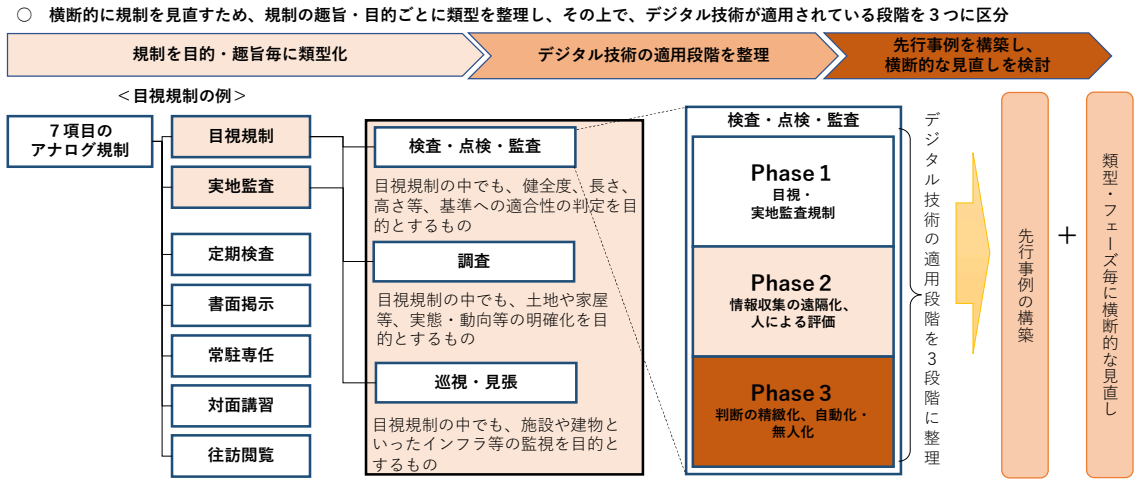 ○ 横断的に規制を見直すため、規制の趣旨・目的ごとに類型を整理し、その上で、デジタル技術が適用されている段階を３つに区分
規制を目的・趣旨毎に類型化
デジタル技術の適用段階を整理
先行事例を構築し、
横断的な見直しを検討
＜目視規制の例＞
７項目の
アナログ規制
目視規制
実地監査
定期検査
書面掲示
常駐専任
対面講習
往訪閲覧
検査・点検・監査
目視規制の中でも、健全度、長さ、
高さ等、基準への適合性の判定を目
的とするもの
調査
目視規制の中でも、土地や家屋
等、実態・動向等の明確化を目
的とするもの
巡視・見張
目視規制の中でも、施設や建物と
いったインフラ等の監視を目的と
するもの
検査・点検・監査
Phase１
目視・
実地監査規制
Phase２
情報収集の遠隔化、
人による評価
Phase３
判断の精緻化、自動化・
無人化
デジタル技術の適用段階を３段階に整理
先行事例の構築
＋
類型・フェーズ毎に横断的な見直し